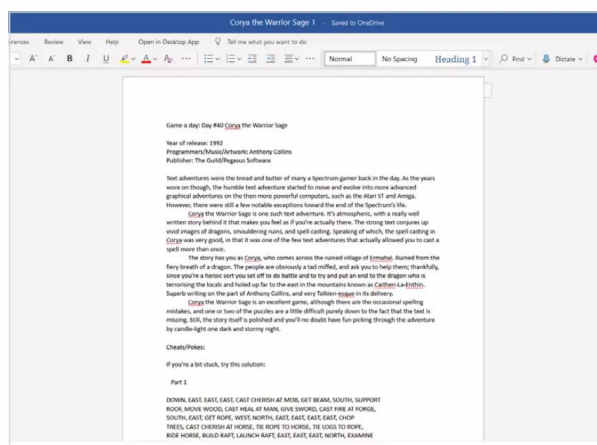 Corya the Warrior Sage 1 - Saved to OneDrive
rences Review View Help Open in Desktop App Tell me what you want to do
A^ A˅ B I U A Normal No Spacing Heading 1 Find Dictate
Game a day: Day #40 Corya the Warrior Sage
Year of release: 1992
Programmers/Music/Artwork: Anthony Collins
Publisher: The Guild/Pegasus Software
Text adventures were the bread and butter of many a Spectrum gamer back in the day. As the years
wore on though, the humble text adventure started to move and evolve into more advanced
graphical adventures on the then more powerful computers, such as the Atari ST and Amiga.
However, there were still a few notable exceptions toward the end of the Spectrum's life.
Corya the Warrior Sage is one such text adventure. It's atmospheric, with a really well
written story behind it that makes you feel as if you're actually there. The strong text conjures up
vivid images of dragons, smouldering ruins, and spell casting. Speaking of which, the spell casting in
Corya was very good, in that it was one of the few text adventures that actually allowed you to cast a
spell more than once.
The story has you as Corya, who comes across the ruined village of Ermahal. Ruined from the
fiery breath of a dragon. The people are obviously a tad miffed, and ask you to help them; thankfully,
since you're a heroic sort you set off to do battle and to try and put an end to the dragon who is
terrorising the locals and holed up far to the east in the mountains known as Caithen-La-Enthin.
Superb writing on the part of Anthony Collins, and very Tolkien-esque in its delivery.
Corya the Warrior Sage is an excellent game, although there are the occasional spelling
mistakes, and one or two of the puzzles are a little difficult purely down to the fact that the text is
missing. Still, the story itself is polished and you'll no doubt have fun picking through the adventure
by candle-light one dark and stormy night.
Cheats/Pokes:
If you're a bit stuck, try this solution:
Part 1
DOWN, EAST, EAST, EAST, CAST CHERISH AT MOB, GET BEAM, SOUTH, SUPPORT
ROOF, MOVE WOOD, CAST HEAL AT MAN, GIVE SWORD, CAST FIRE AT FORGE,
SOUTH, EAST, GET ROPE, WEST, NORTH, EAST, EAST, EAST, EAST, CHOP
TREES, CAST CHERISH AT HORSE, TIE ROPE TO HORSE, TIE LOGS TO ROPE,
RIDE HORSE, BUILD RAFT, LAUNCH RAFT, EAST, EAST, EAST, NORTH, EXAMINE